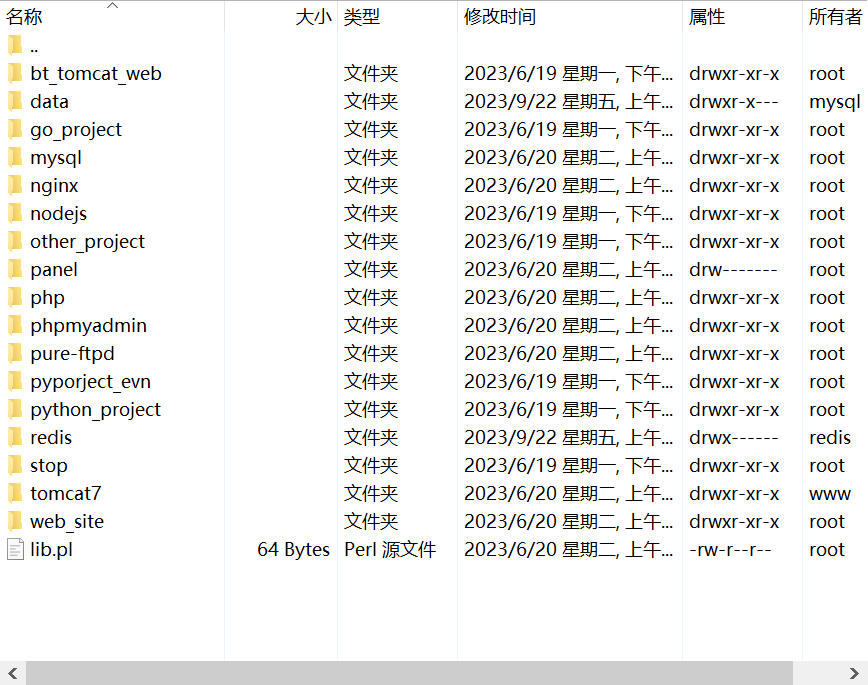 名称 大小 类型 修改时间 属性 所有者
..
bt_tomcat_web 文件夹 2023/6/19 星期一, 下午... drwxr-xr-x root
data 文件夹 2023/9/22 星期五, 上午... drwxr-x--- mysql
go_project 文件夹 2023/6/19 星期一, 下午... drwxr-xr-x root
mysql 文件夹 2023/6/20 星期二, 上午... drwxr-xr-x root
nginx 文件夹 2023/6/20 星期二, 上午... drwxr-xr-x root
nodejs 文件夹 2023/6/19 星期一, 下午... drwxr-xr-x root
other_project 文件夹 2023/6/19 星期一, 下午... drwxr-xr-x root
panel 文件夹 2023/6/20 星期二, 上午... drw------- root
php 文件夹 2023/6/20 星期二, 上午... drwxr-xr-x root
phpmyadmin 文件夹 2023/6/20 星期二, 上午... drwxr-xr-x root
pure-ftpd 文件夹 2023/6/20 星期二, 上午... drwxr-xr-x root
pyporject_evn 文件夹 2023/6/19 星期一, 下午... drwxr-xr-x root
python_project 文件夹 2023/6/19 星期一, 下午... drwxr-xr-x root
redis 文件夹 2023/9/22 星期五, 上午... drwx------ redis
stop 文件夹 2023/6/19 星期一, 下午... drwxr-xr-x root
tomcat7 文件夹 2023/6/20 星期二, 上午... drwxr-xr-x www
web_site 文件夹 2023/6/20 星期二, 上午... drwxr-xr-x root
lib.pl 64 Bytes Perl 源文件 2023/6/20 星期二, 上午... -rw-r--r-- root